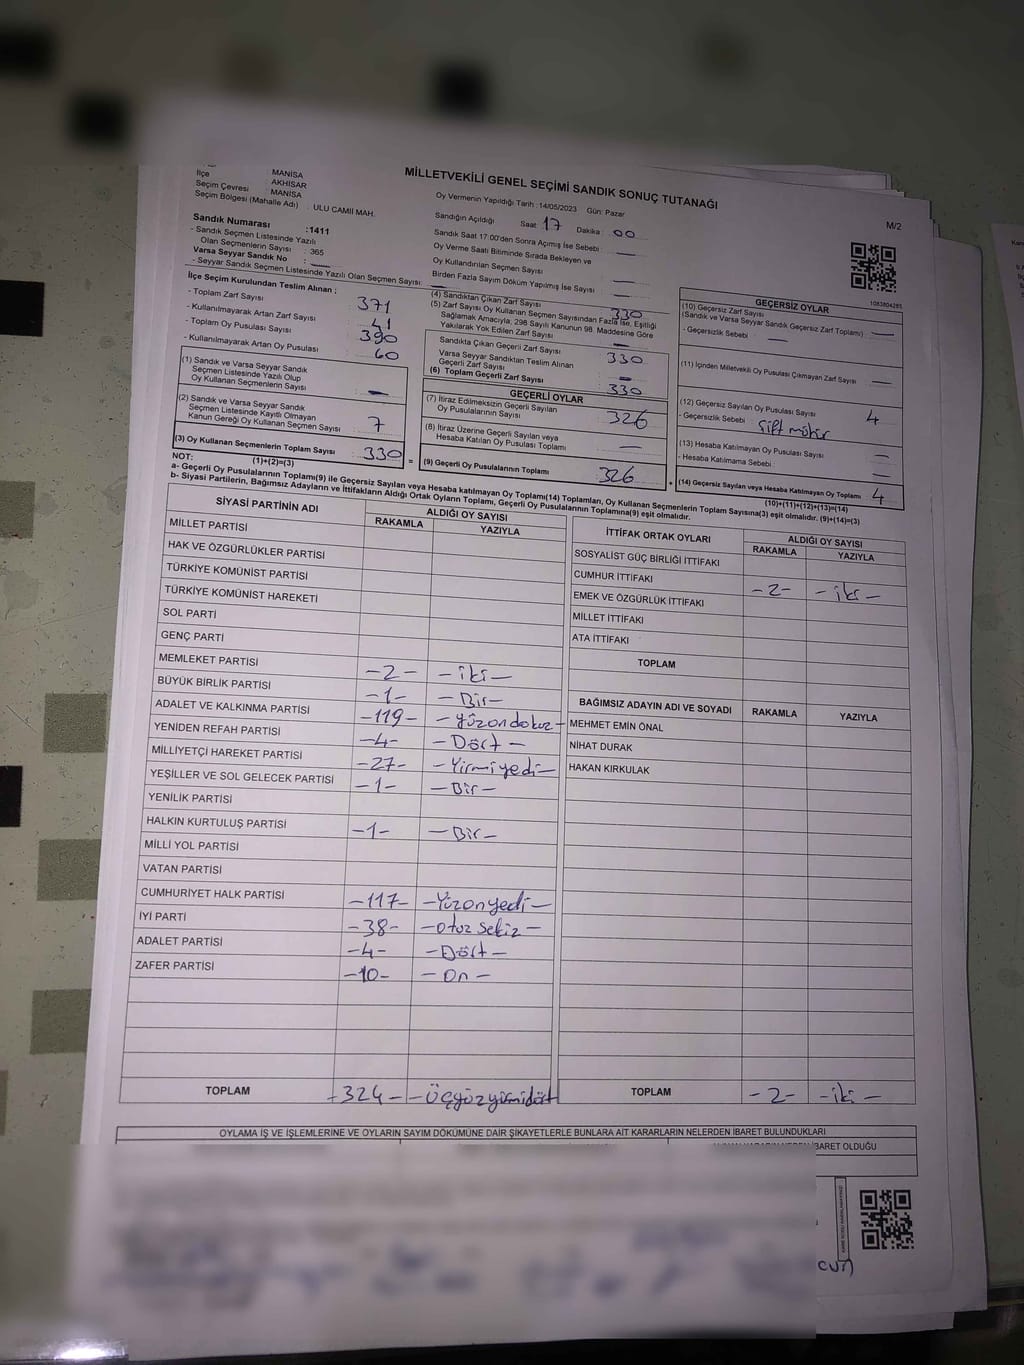 MİLLETVEKİLİ GENEL SEÇİMİ SANDIK SONUÇ TUTANAĞI
M/2
MANİSA
İlçe : AKHİSAR
Seçim Çevresi : MANİSA
Seçim Bölgesi (Mahalle Adı) : ULU CAMİİ MAH.
Oy Vermenin Yapıldığı Tarih : 14/05/2023 Gün: Pazar
Sandığın Açıldığı Saat 17 Dakika : 00
Sandık Saat 17:00'den Sonra Açılmış İse Sebebi : —
Oy Verme Saati Bitiminde Sırada Bekleyen ve
Oy Kullandırılan Seçmen Sayısı : —
Birden Fazla Sayım Döküm Yapılmış İse Sayısı : —
Sandık Numarası :1411
- Sandık Seçmen Listesinde Yazılı
Olan Seçmenlerin Sayısı : 365
Varsa Seyyar Sandık No : —
- Seyyar Sandık Seçmen Listesinde Yazılı Olan Seçmen Sayısı: —
1083804285
İlçe Seçim Kurulundan Teslim Alınan ;
- Toplam Zarf Sayısı 371
- Kullanılmayarak Artan Zarf Sayısı 41
- Toplam Oy Pusulası Sayısı 390
- Kullanılmayarak Artan Oy Pusulası 60
(1) Sandık ve Varsa Seyyar Sandık
Seçmen Listesinde Yazılı Olup
Oy Kullanan Seçmenlerin Sayısı —
(2) Sandık ve Varsa Seyyar Sandık
Seçmen Listesinde Kayıtlı Olmayan
Kanun Gereği Oy Kullanan Seçmen Sayısı 7
(3) Oy Kullanan Seçmenlerin Toplam Sayısı 330
(1)+(2)=(3)
(4) Sandıktan Çıkan Zarf Sayısı 330
(5) Zarf Sayısı Oy Kullanan Seçmen Sayısından Fazla İse, Eşitliği
Sağlamak Amacıyla, 298 Sayılı Kanunun 98. Maddesine Göre
Yakılarak Yok Edilen Zarf Sayısı —
Sandıkta Çıkan Geçerli Zarf Sayısı 330
Varsa Seyyar Sandıktan Teslim Alınan
Geçerli Zarf Sayısı —
(6) Toplam Geçerli Zarf Sayısı 330
GEÇERLİ OYLAR
(7) İtiraz Edilmeksizin Geçerli Sayılan
Oy Pusulalarının Sayısı 326
(8) İtiraz Üzerine Geçerli Sayılan veya
Hesaba Katılan Oy Pusulası Toplamı —
(9) Geçerli Oy Pusulalarının Toplamı 326
GEÇERSİZ OYLAR
(10) Geçersiz Zarf Sayısı
(Sandık ve Varsa Seyyar Sandık Geçersiz Zarf Toplamı) —
- Geçersizlik Sebebi : —
(11) İçinden Milletvekili Oy Pusulası Çıkmayan Zarf Sayısı —
(12) Geçersiz Sayılan Oy Pusulası Sayısı 4
- Geçersizlik Sebebi : Çift mühür
(13) Hesaba Katılmayan Oy Pusulası Sayısı —
- Hesaba Katılmama Sebebi : —
(14) Geçersiz Sayılan veya Hesaba Katılmayan Oy Toplamı 4
(10)+(11)+(12)+(13)=(14)
NOT:
a- Geçerli Oy Pusulalarının Toplamı(9) ile Geçersiz Sayılan veya Hesaba katılmayan Oy Toplamı(14) Toplamları, Oy Kullanan Seçmenlerin Toplam Sayısına(3) eşit olmalıdır. (9)+(14)=(3)
b- Siyasi Partilerin, Bağımsız Adayların ve İttifakların Aldığı Ortak Oyların Toplamı, Geçerli Oy Pusulalarının Toplamına(9) eşit olmalıdır.
SİYASİ PARTİNİN ADI ALDIĞI OY SAYISI
RAKAMLA YAZIYLA
MİLLET PARTİSİ
HAK VE ÖZGÜRLÜKLER PARTİSİ
TÜRKİYE KOMÜNİST PARTİSİ
TÜRKİYE KOMÜNİST HAREKETİ
SOL PARTİ
GENÇ PARTİ
MEMLEKET PARTİSİ -2- -iki-
BÜYÜK BİRLİK PARTİSİ -1- -Bir-
ADALET VE KALKINMA PARTİSİ -119- -yüzondokuz-
YENİDEN REFAH PARTİSİ -4- -Dört-
MİLLİYETÇİ HAREKET PARTİSİ -27- -Yirmiyedi-
YEŞİLLER VE SOL GELECEK PARTİSİ -1- -Bir-
YENİLİK PARTİSİ
HALKIN KURTULUŞ PARTİSİ -1- -Bir-
MİLLİ YOL PARTİSİ
VATAN PARTİSİ
CUMHURİYET HALK PARTİSİ -117- -Yüzonyedi-
İYİ PARTİ -38- -otuz sekiz-
ADALET PARTİSİ -4- -Dört-
ZAFER PARTİSİ -10- -On-
TOPLAM -324- -Üçyüzyirmidört
İTTİFAK ORTAK OYLARI ALDIĞI OY SAYISI
RAKAMLA YAZIYLA
SOSYALİST GÜÇ BİRLİĞİ İTTİFAKI
CUMHUR İTTİFAKI -2- -iki-
EMEK VE ÖZGÜRLÜK İTTİFAKI
MİLLET İTTİFAKI
ATA İTTİFAKI
TOPLAM
BAĞIMSIZ ADAYIN ADI VE SOYADI RAKAMLA YAZIYLA
MEHMET EMİN ÖNAL
NİHAT DURAK
HAKAN KIRKULAK
TOPLAM -2- -iki-
OYLAMA İŞ VE İŞLEMLERİNE VE OYLARIN SAYIM DÖKÜMÜNE DAİR ŞİKAYETLERLE BUNLARA AİT KARARLARIN NELERDEN İBARET BULUNDUKLARI
İBARET OLDUĞU